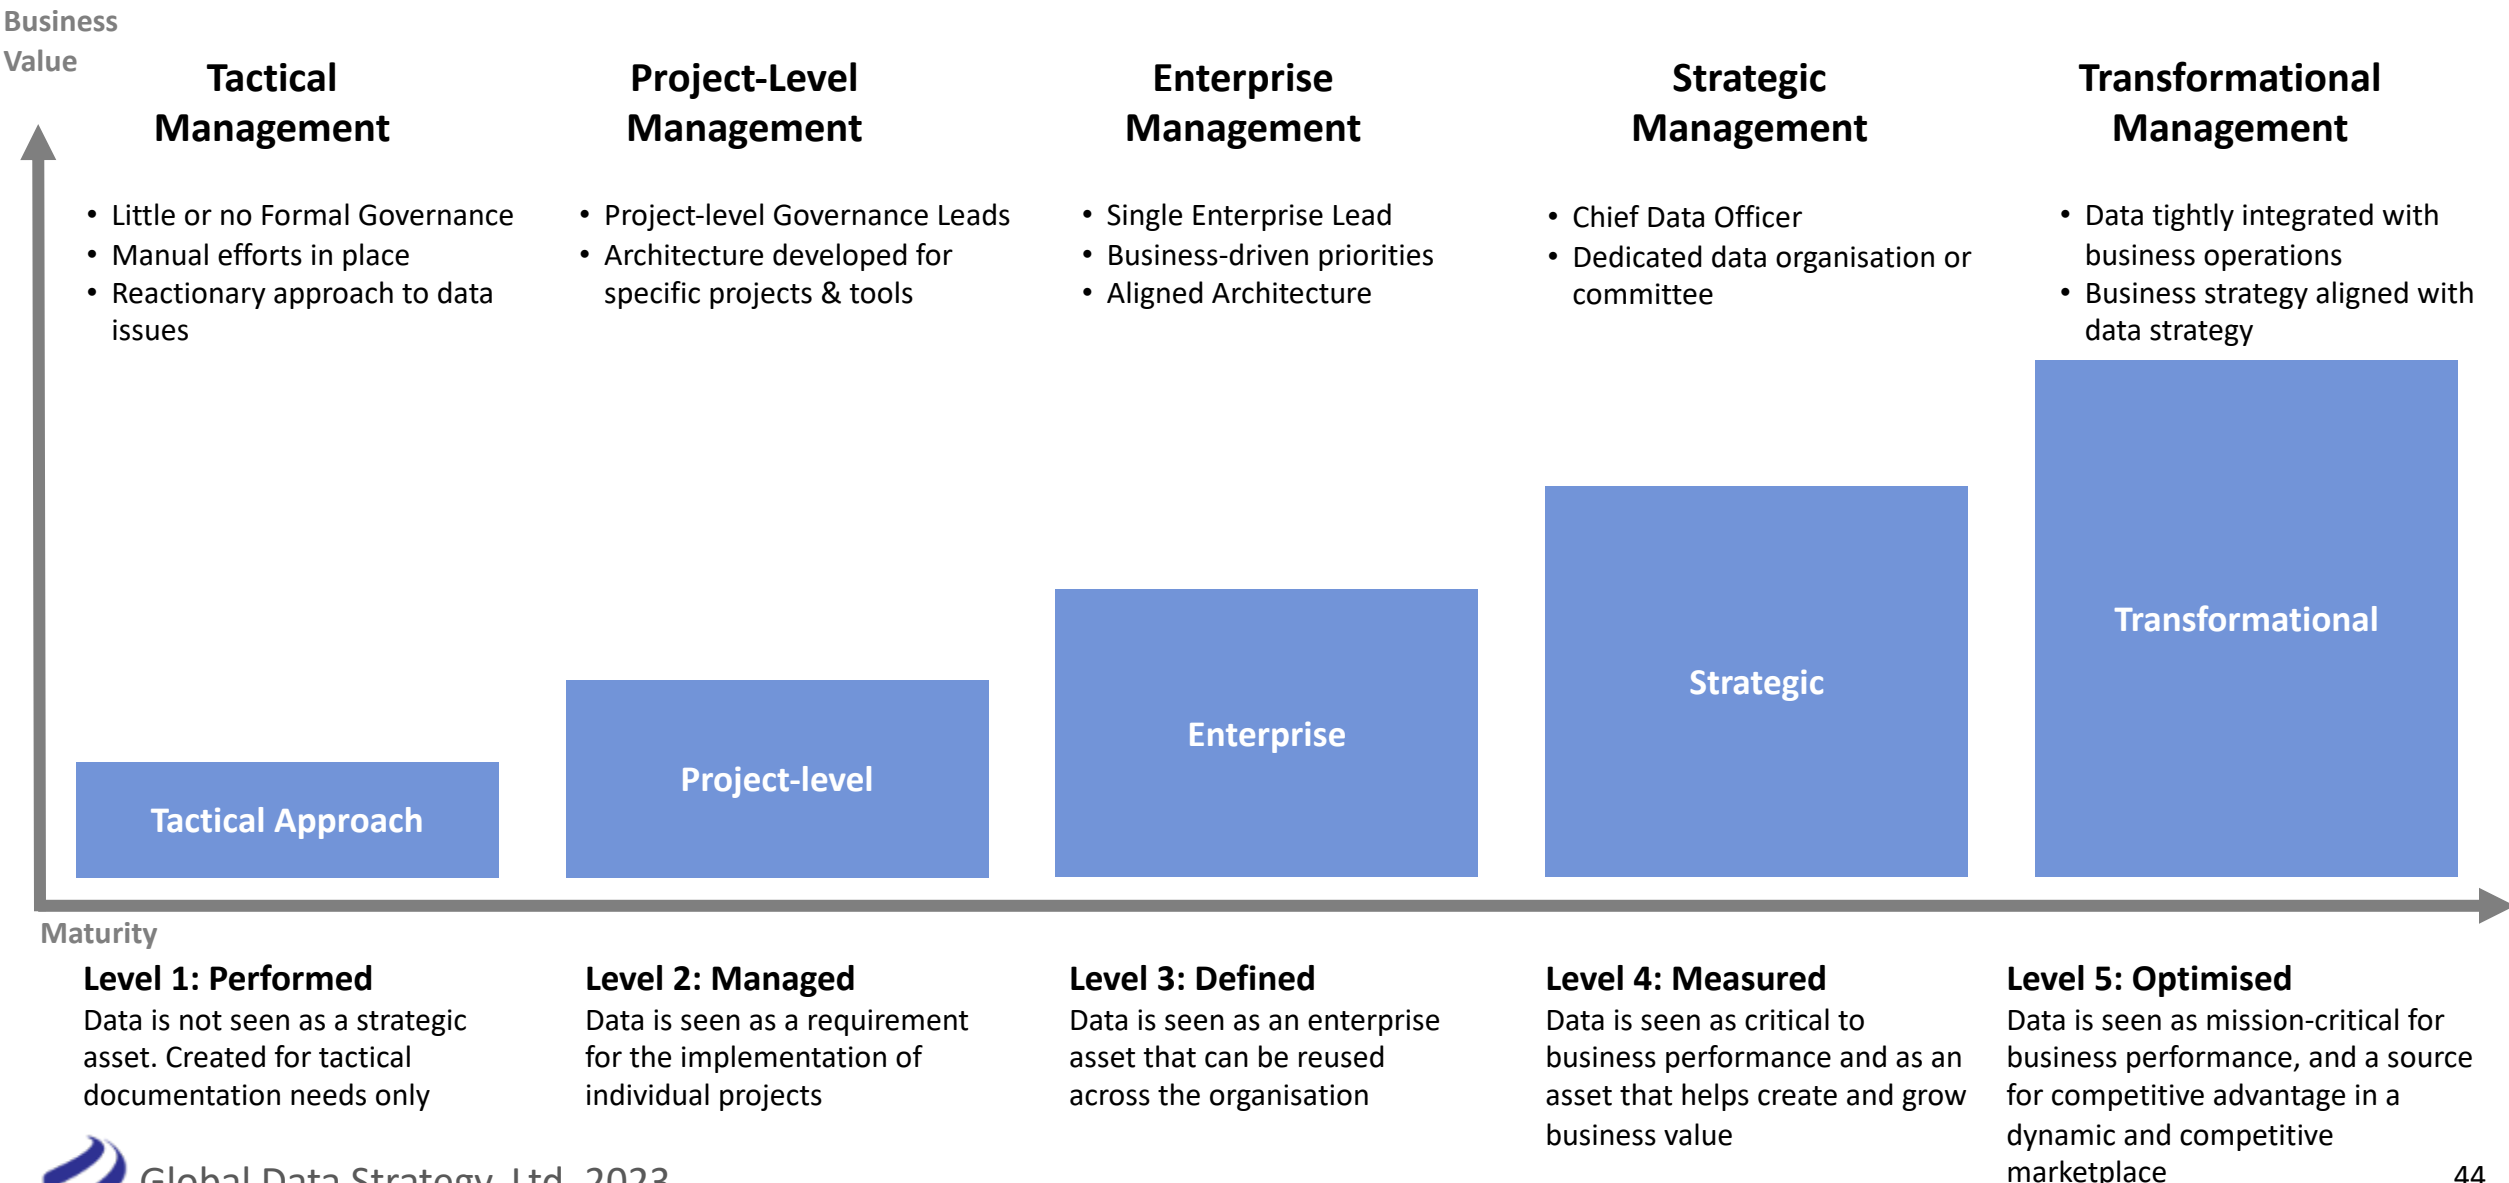 Business
Value
Tactical
Management
Project-Level
Management
Enterprise
Management
Strategic
Management
Transformational
Management
• Little or no Formal Governance
• Manual efforts in place
• Reactionary approach to data
issues
• Project-level Governance Leads
• Architecture developed for
specific projects & tools
• Single Enterprise Lead
• Business-driven priorities
• Aligned Architecture
• Chief Data Officer
• Dedicated data organisation or
committee
• Data tightly integrated with
business operations
• Business strategy aligned with
data strategy
Tactical Approach
Project-level
Enterprise
Strategic
Transformational
Maturity
Level 1: Performed
Data is not seen as a strategic
asset. Created for tactical
documentation needs only
Level 2: Managed
Data is seen as a requirement
for the implementation of
individual projects
Level 3: Defined
Data is seen as an enterprise
asset that can be reused
across the organisation
Level 4: Measured
Data is seen as critical to
business performance and as an
asset that helps create and grow
business value
Level 5: Optimised
Data is seen as mission-critical for
business performance, and a source
for competitive advantage in a
dynamic and competitive
marketplace
Global Data Strategy, Ltd. 2023
44